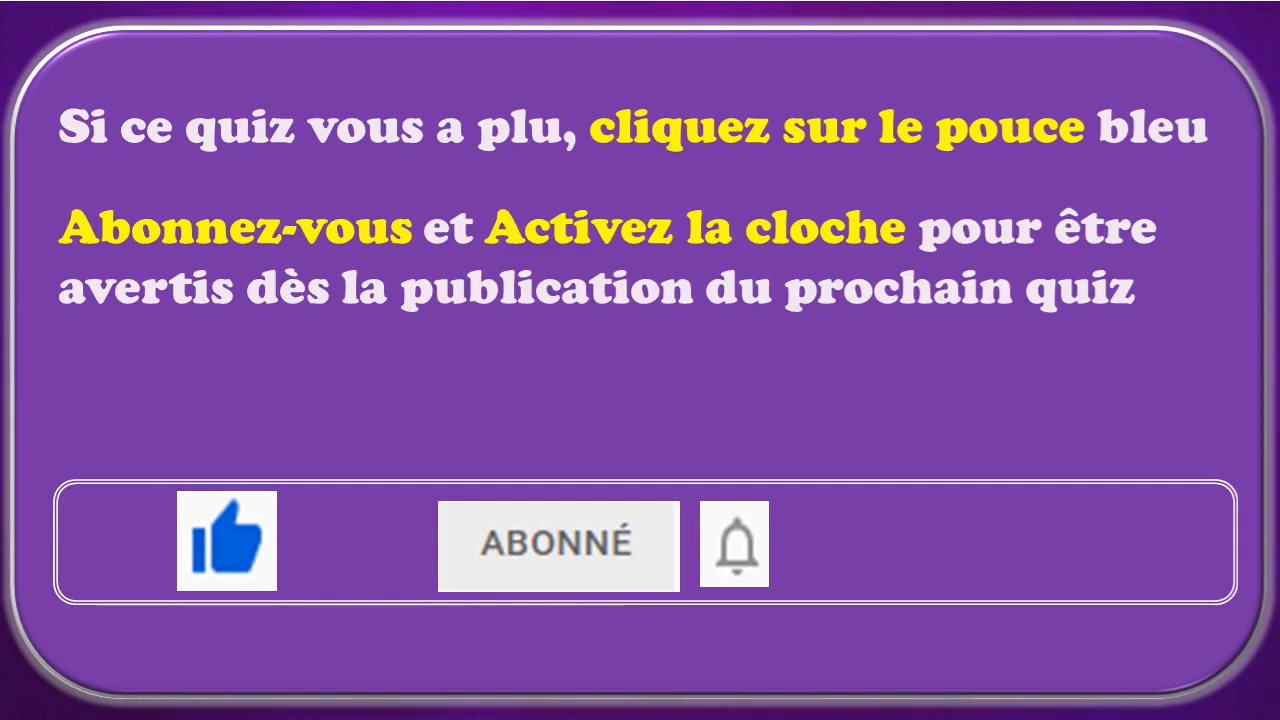 Si ce quiz vous a plu, cliquez sur le pouce bleu
Abonnez-vous et Activez la cloche pour être
avertis dès la publication du prochain quiz
ABONNÉ